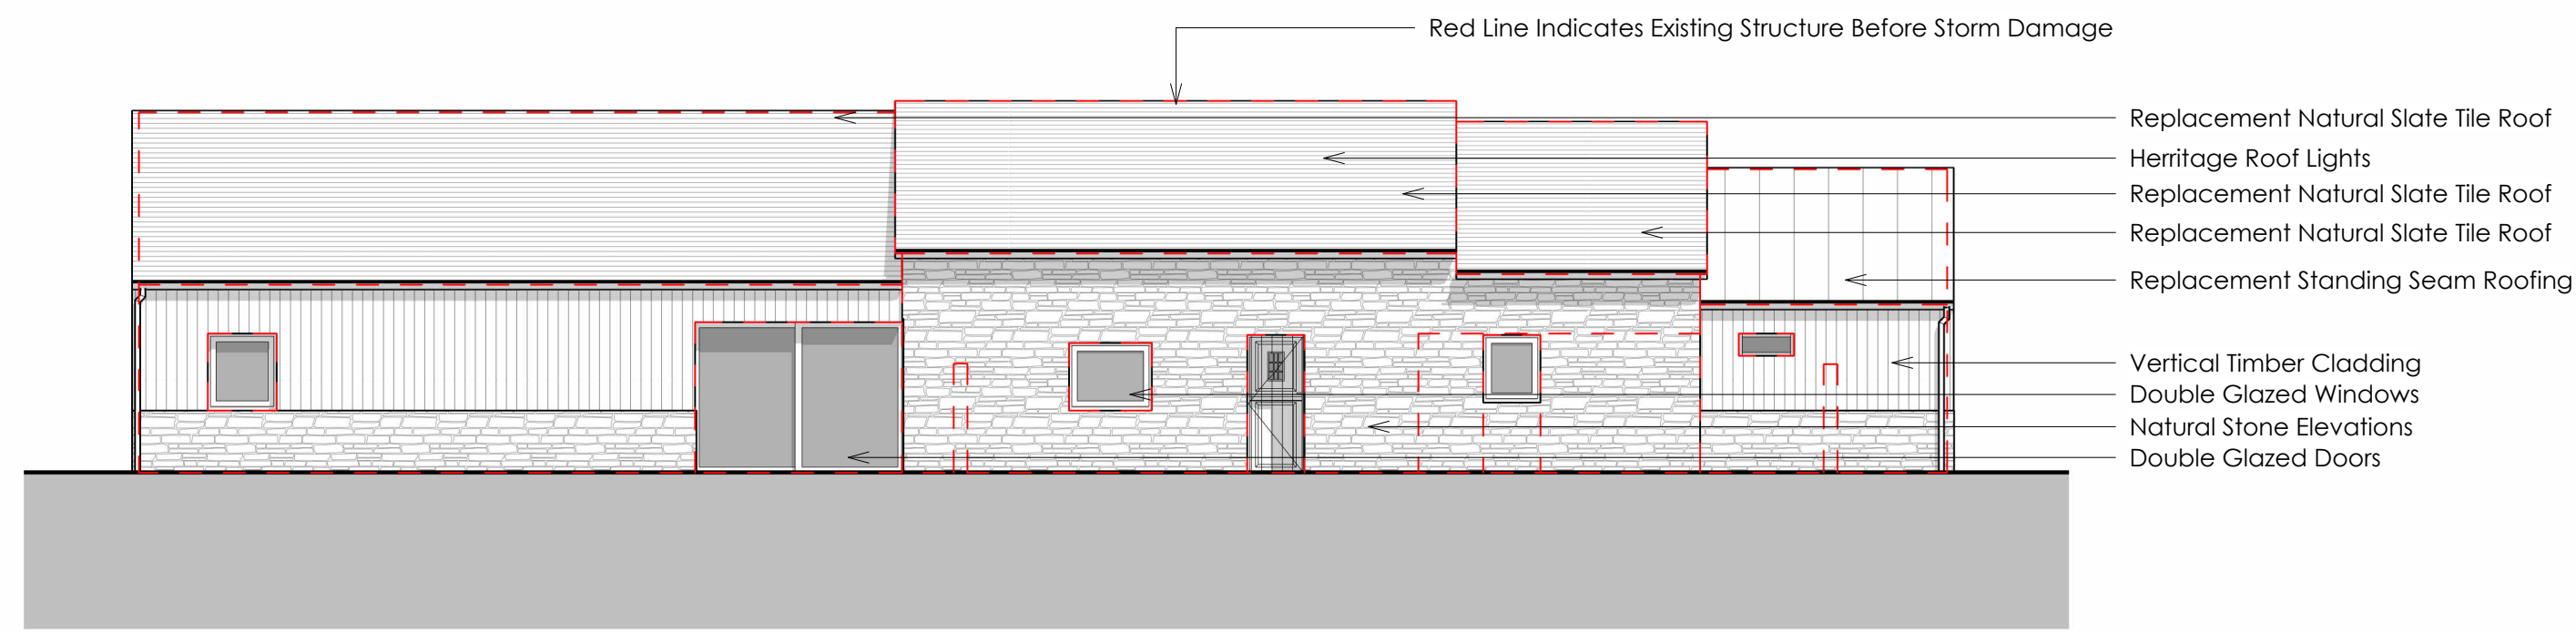 Red Line Indicates Existing Structure Before Storm Damage
Replacement Natural Slate Tile Roof
Herritage Roof Lights
Replacement Natural Slate Tile Roof
Replacement Natural Slate Tile Roof
Replacement Standing Seam Roofing
Vertical Timber Cladding
Double Glazed Windows
Natural Stone Elevations
Double Glazed Doors